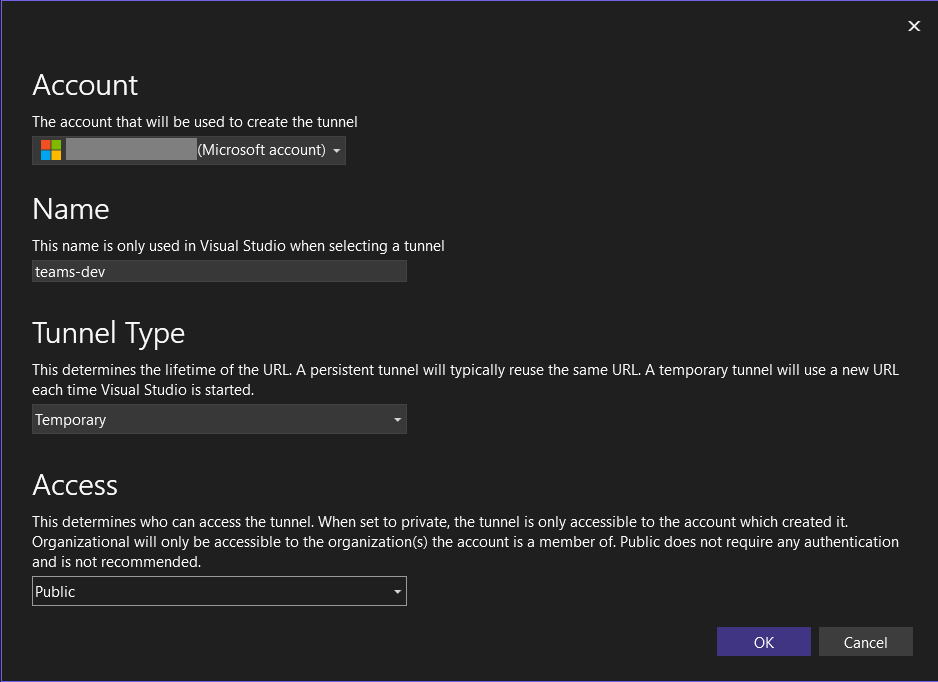 Account
The account that will be used to create the tunnel
(Microsoft account)
Name
This name is only used in Visual Studio when selecting a tunnel
teams-dev
Tunnel Type
This determines the lifetime of the URL. A persistent tunnel will typically reuse the same URL. A temporary tunnel will use a new URL
each time Visual Studio is started.
Temporary
Access
This determines who can access the tunnel. When set to private, the tunnel is only accessible to the account which created it.
Organizational will only be accessible to the organization(s) the account is a member of. Public does not require any authentication
and is not recommended.
Public
OK Cancel